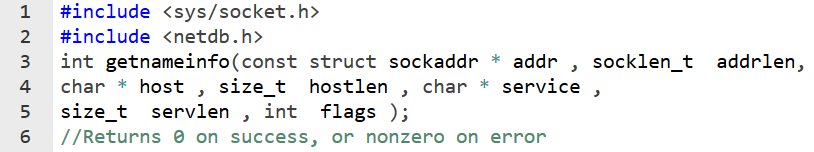 1 #include <sys/socket.h>
2 #include <netdb.h>
3 int getnameinfo(const struct sockaddr * addr , socklen_t addrlen,
4 char * host , size_t hostlen , char * service ,
5 size_t servlen , int flags );
6 //Returns 0 on success, or nonzero on error